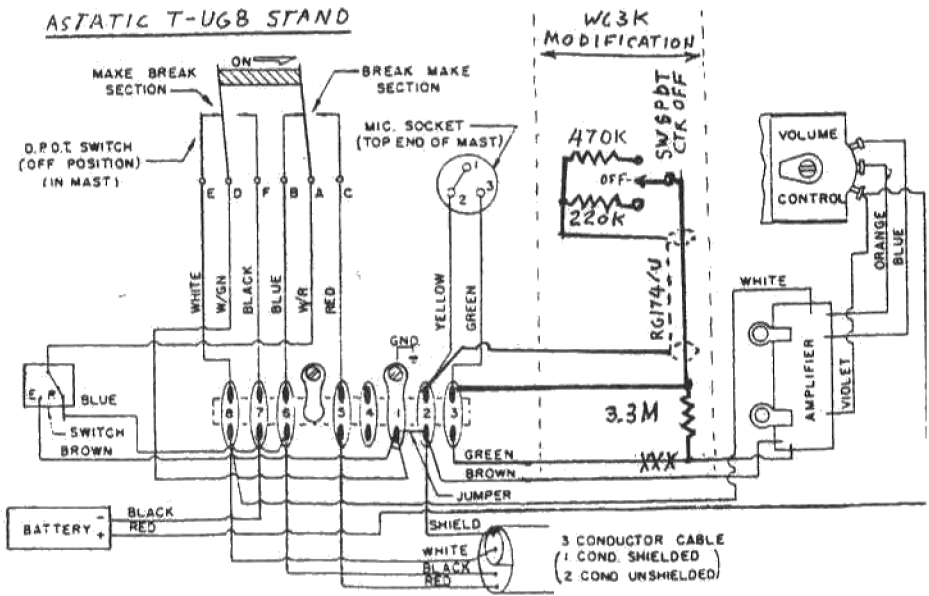 ASTATIC T-UG8 STAND
WC3K
MODIFICATION
ON
MAKE BREAK
SECTION
BREAK MAKE
SECTION
D.P.D.T. SWITCH
(OFF POSITION)
(IN MAST)
MIC. SOCKET
(TOP END OF MAST)
1
2
3
SW SPDT
CTR OFF
470K
OFF
220K
VOLUME
CONTROL
E
D
F
B
A
C
WHITE
W/GN
BLACK
BLUE
W/R
RED
YELLOW
GREEN
RG174/U
ORANGE
BLUE
WHITE
GND.
AMPLIFIER
VIOLET
E
R
BLUE
SWITCH
BROWN
8
7
6
5
4
1
2
3
3.3M
XXX
GREEN
BROWN
JUMPER
BATTERY
-
+
BLACK
RED
SHIELD
WHITE
BLACK
RED
3 CONDUCTOR CABLE
(1 COND. SHIELDED)
(2 COND UNSHIELDED)